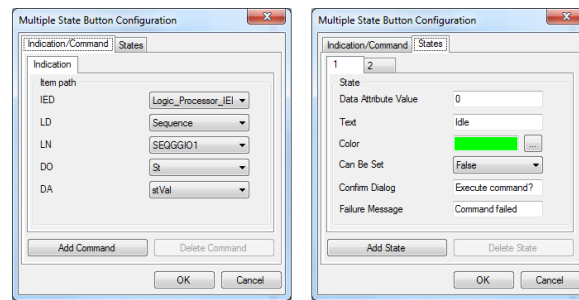 Multiple State Button Configuration
Indication/Command States
Indication
Item path
IED Logic_Processor_IEI
LD Sequence
LN SEQGGIO1
DO St
DA stVal
Add Command Delete Command
OK Cancel
Multiple State Button Configuration
Indication/Command States
1 2
State
Data Attribute Value 0
Text Idle
Color ...
Can Be Set False
Confirm Dialog Execute command?
Failure Message Command failed
Add State Delete State
OK Cancel